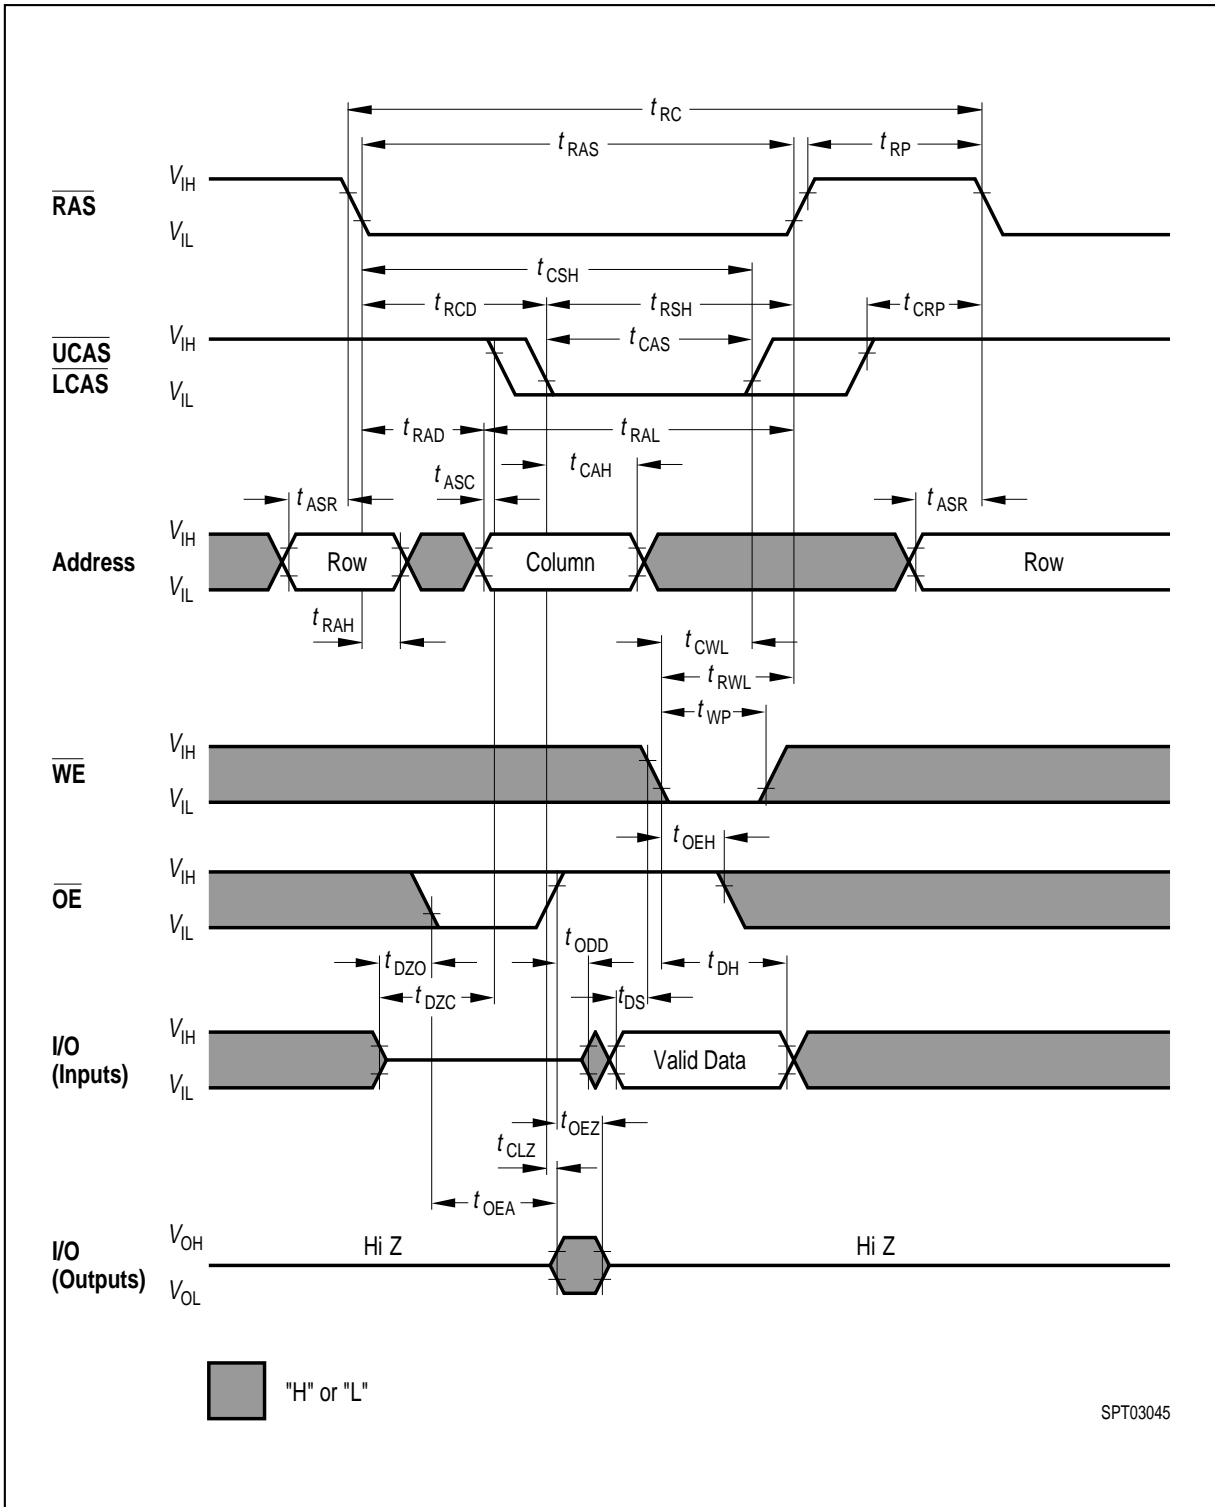 t RC
t RAS
t RP
RAS
V IH
V IL
t CSH
t RCD
t RSH
t CRP
UCAS
LCAS
V IH
t CAS
V IL
t RAD
t RAL
t ASC
t CAH
t ASR
t ASR
Address
V IH
Row
Column
Row
V IL
t RAH
t CWL
t RWL
t WP
WE
V IH
V IL
t OEH
OE
V IH
V IL
t ODD
t DZO
t DH
t DZC
t DS
I/O
(Inputs)
V IH
Valid Data
V IL
t OEZ
t CLZ
t OEA
I/O
(Outputs)
V OH
Hi Z
Hi Z
V OL
"H" or "L"
SPT03045